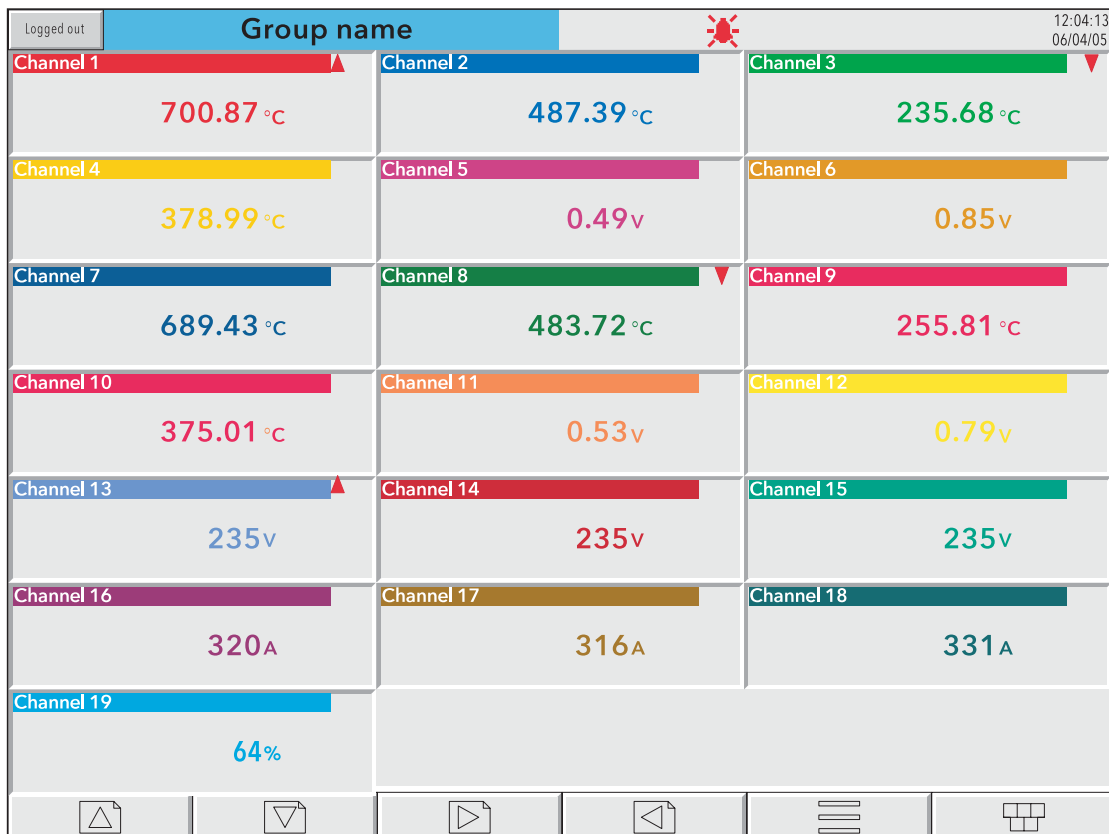 Logged out
Group name
12:04:13
06/04/05
Channel 1
700.87 °C
Channel 2
487.39 °C
Channel 3
235.68 °C
Channel 4
378.99 °C
Channel 5
0.49 V
Channel 6
0.85 V
Channel 7
689.43 °C
Channel 8
483.72 °C
Channel 9
255.81 °C
Channel 10
375.01 °C
Channel 11
0.53 V
Channel 12
0.79 V
Channel 13
235 V
Channel 14
235 V
Channel 15
235 V
Channel 16
320 A
Channel 17
316 A
Channel 18
331 A
Channel 19
64 %